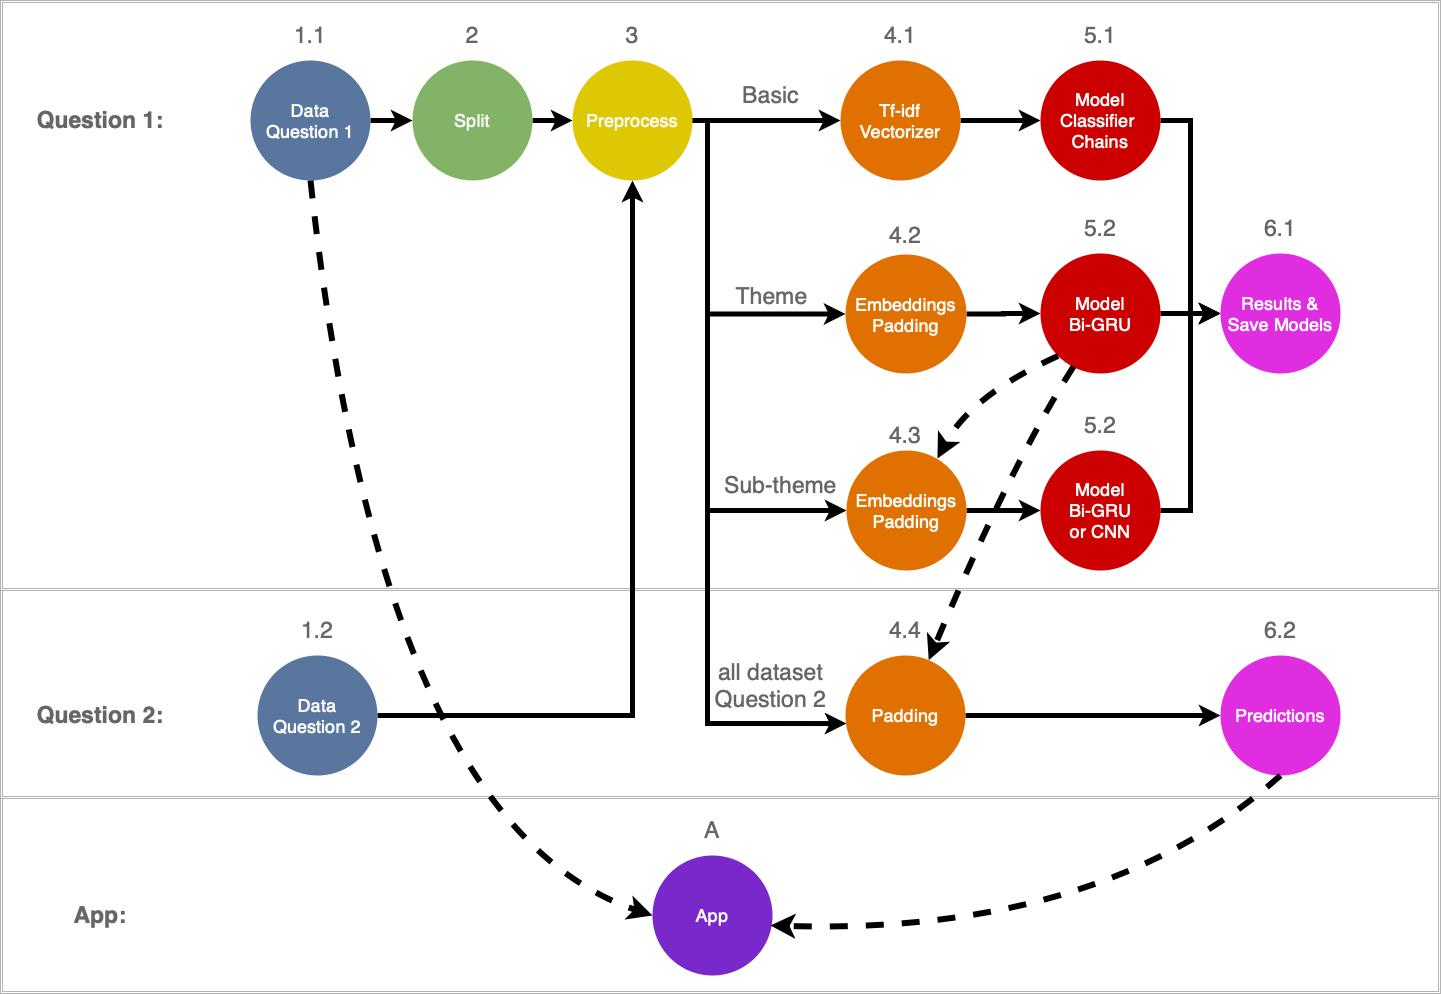 1.1
2
3
4.1
5.1
Question 1:
Data
Question 1
Split
Preprocess
Basic
Tf-idf
Vectorizer
Model
Classifier
Chains
4.2
5.2
6.1
Theme
Embeddings
Padding
Model
Bi-GRU
Results &
Save Models
4.3
5.2
Sub-theme
Embeddings
Padding
Model
Bi-GRU
or CNN
1.2
4.4
6.2
Question 2:
Data
Question 2
all dataset
Question 2
Padding
Predictions
A
App:
App